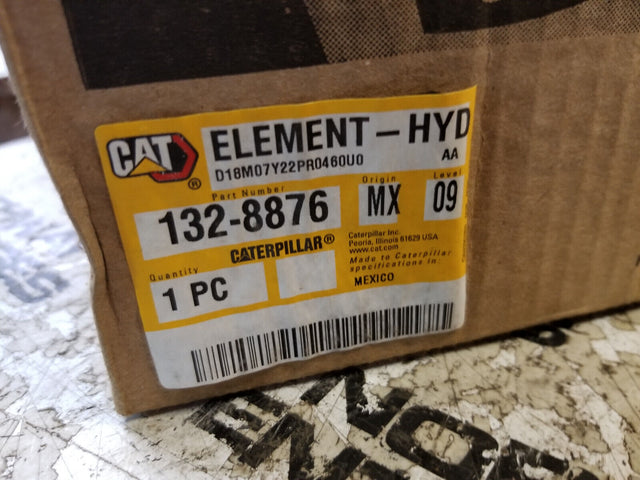 CAT
®
ELEMENT – HYD
D18M07Y22PR0460U0
AA
Part Number
Origin
Level
132-8876
MX
09
CATERPILLAR®
Caterpillar Inc.
Peoria, Illinois 61629 USA
www.cat.com
Quantity
Made to Caterpillar
specifications in.
1 PC
MEXICO